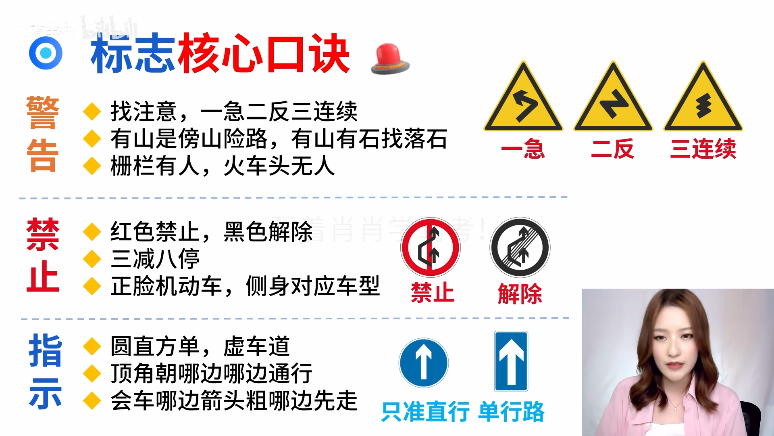 标志核心口诀
警告
找注意，一急二反三连续
有山是傍山险路，有山有石找落石
栅栏有人，火车头无人
一急
二反
三连续
禁止
红色禁止，黑色解除
三减八停
正脸机动车，侧身对应车型
禁止
解除
指示
圆直方单，虚车道
顶角朝哪边哪边通行
会车哪边箭头粗哪边先走
只准直行
单行路